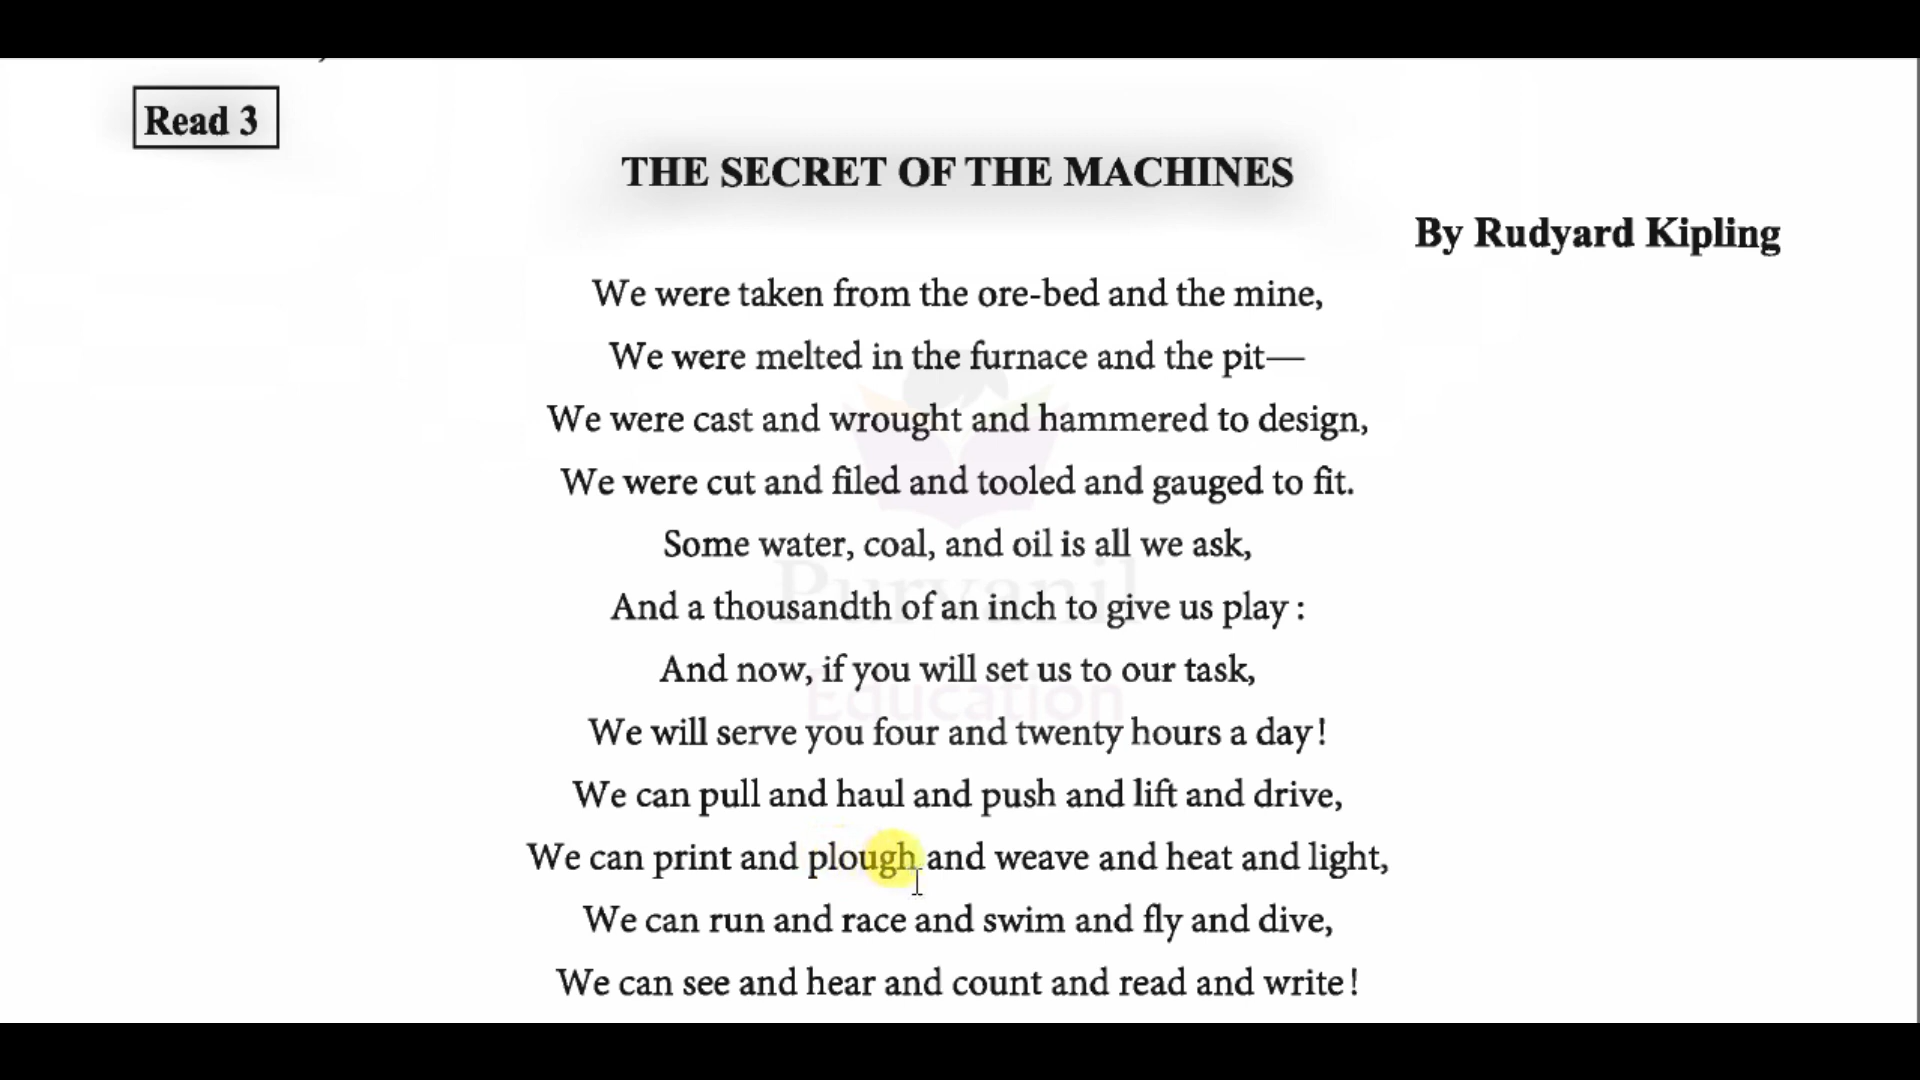 Read 3
THE SECRET OF THE MACHINES
By Rudyard Kipling
We were taken from the ore-bed and the mine,
We were melted in the furnace and the pit—
We were cast and wrought and hammered to design,
We were cut and filed and tooled and gauged to fit.
Some water, coal, and oil is all we ask,
And a thousandth of an inch to give us play :
And now, if you will set us to our task,
We will serve you four and twenty hours a day!
We can pull and haul and push and lift and drive,
We can print and plough and weave and heat and light,
We can run and race and swim and fly and dive,
We can see and hear and count and read and write!
Purvanil
Education